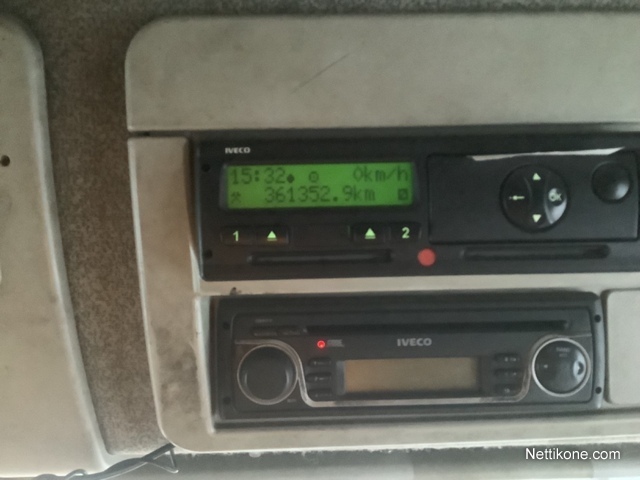 IVECO
15:32 0km/h
361352.9km
1 2
IVECO
Nettikone.com